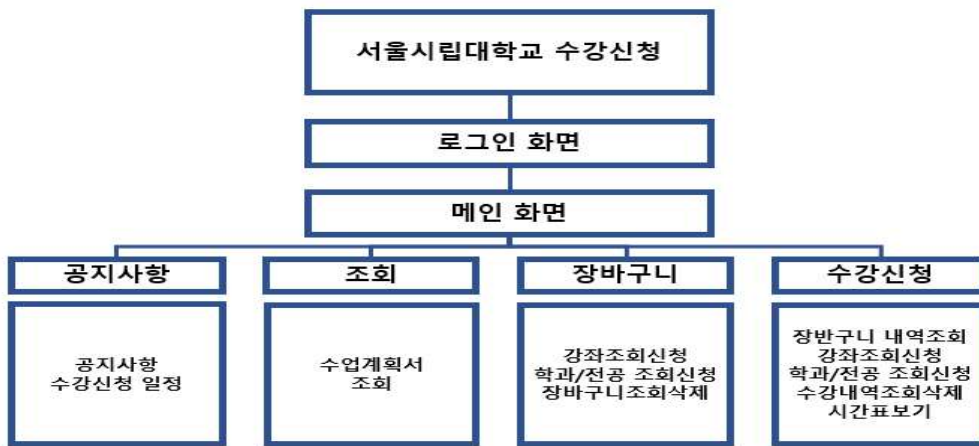 서울시립대학교 수강신청
로그인 화면
메인 화면
공지사항
조회
장바구니
수강신청
공지사항
수강신청 일정
수업계획서
조회
강좌조회신청
학과/전공 조회신청
장바구니조회삭제
장반구니 내역조회
강좌조회신청
학과/전공 조회신청
수강내역조회삭제
시간표보기